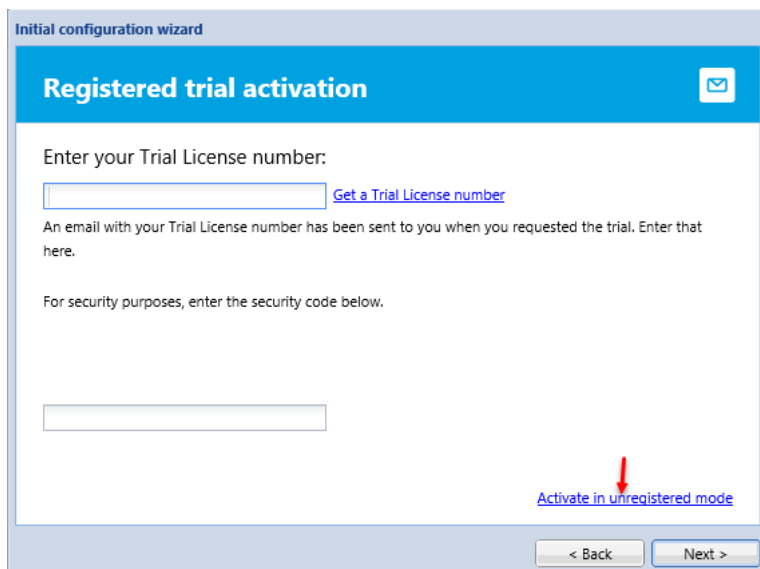 Initial configuration wizard
Registered trial activation
Enter your Trial License number:
Get a Trial License number
An email with your Trial License number has been sent to you when you requested the trial. Enter that
here.
For security purposes, enter the security code below.
Activate in unregistered mode
< Back
Next >